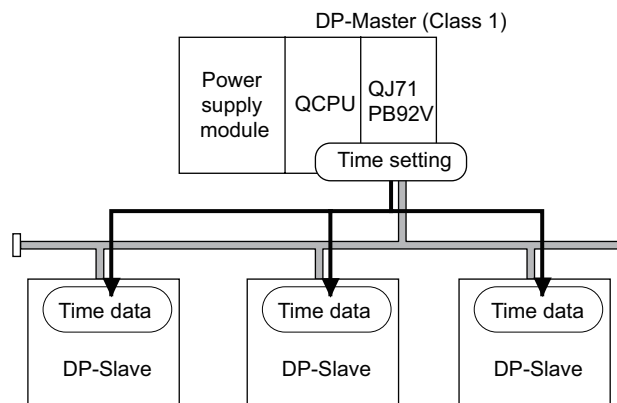 DP-Master (Class 1)
Power
supply
module
QCPU
QJ71
PB92V
Time setting
Time data
Time data
Time data
DP-Slave
DP-Slave
DP-Slave